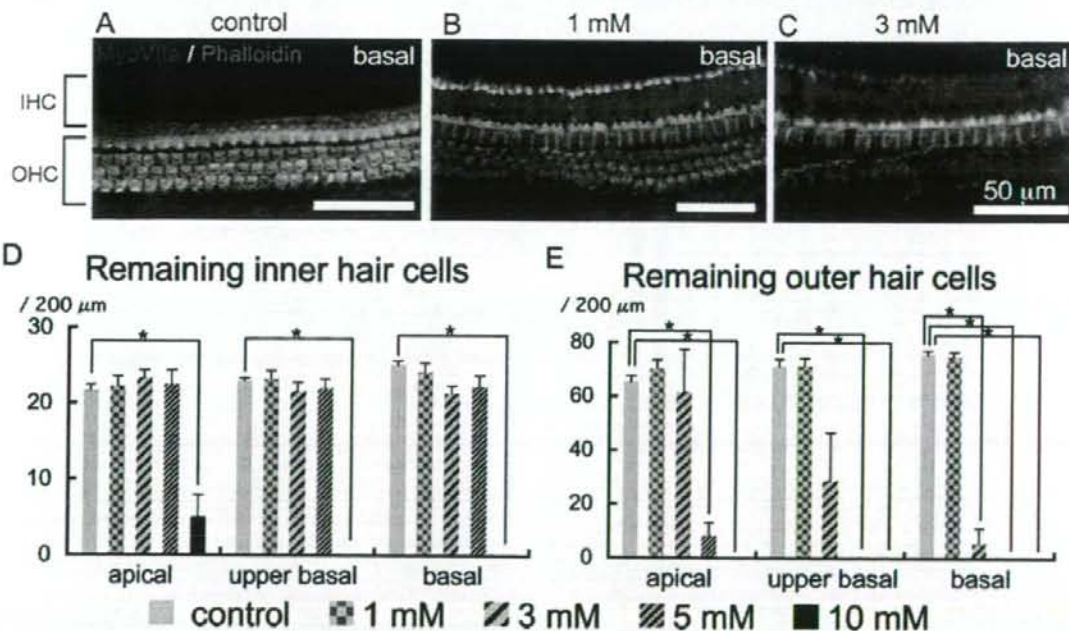 A control B 1 mM C 3 mM
MyoVIIa / Phalloidin basal basal basal
IHC
OHC
50 μm
D Remaining inner hair cells E Remaining outer hair cells
/ 200 μm / 200 μm
* * *
* * * * * * *
30
20
10
0
apical upper basal basal
80
60
40
20
0
apical upper basal basal
control 1 mM 3 mM 5 mM 10 mM